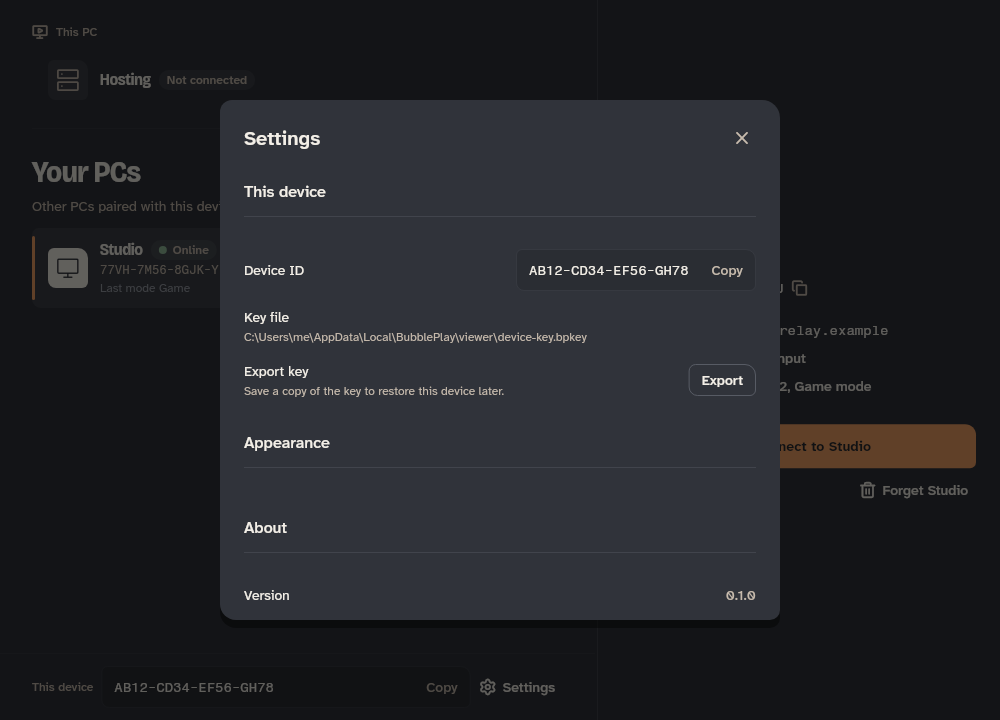 This PC
Hosting Not connected
Your PCs
Other PCs paired with this dev
Studio Online
77VH-7M56-8GJK-Y
Last mode Game
Settings
This device
Device ID AB12-CD34-EF56-GH78 Copy
Key file
C:\Users\me\AppData\Local\BubblePlay\viewer\device-key.bpkey
Export key
Save a copy of the key to restore this device later.
Export
Appearance
About
Version 0.1.0
relay.example
nput
2, Game mode
nect to Studio
Forget Studio
This device AB12-CD34-EF56-GH78 Copy Settings